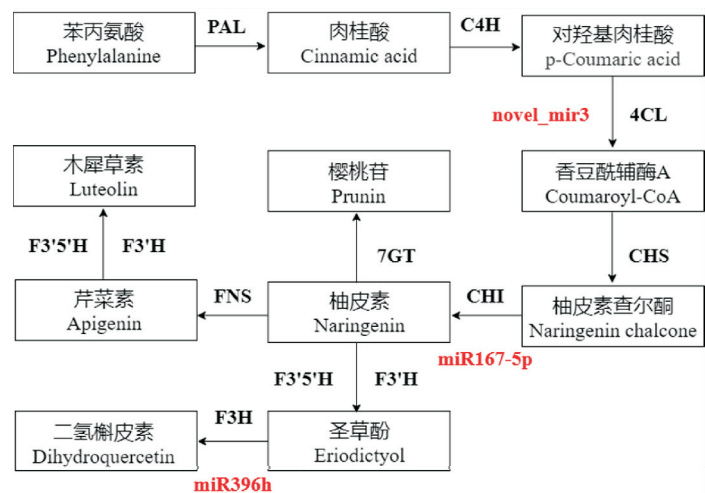 苯丙氨酸
Phenylalanine
PAL
肉桂酸
Cinnamic acid
C4H
对羟基肉桂酸
p-Coumaric acid
novel_mir3
4CL
木犀草素
Luteolin
樱桃苷
Prunin
香豆酰辅酶A
Coumaroyl-CoA
F3'5'H
F3'H
7GT
CHS
芹菜素
Apigenin
FNS
柚皮素
Naringenin
CHI
柚皮素查尔酮
Naringenin chalcone
miR167-5p
F3'5'H
F3'H
二氢槲皮素
Dihydroquercetin
F3H
圣草酚
Eriodictyol
miR396h